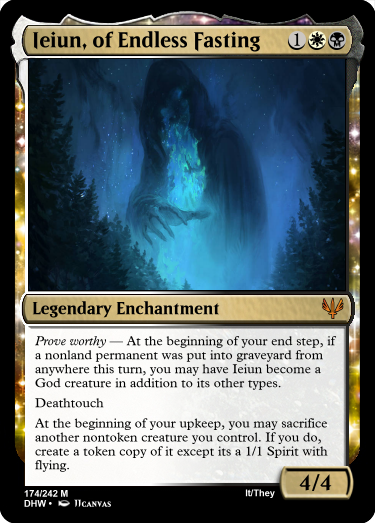 Ieiun, of Endless Fasting 1
Legendary Enchantment
Prove worthy — At the beginning of your end step, if
a nonland permanent was put into graveyard from
anywhere this turn, you may have Ieiun become a
God creature in addition to its other types.
Deathtouch
At the beginning of your upkeep, you may sacrifice
another nontoken creature you control. If you do,
create a token copy of it except its a 1/1 Spirit with
flying.
4/4
174/242 M It/They
DHW •